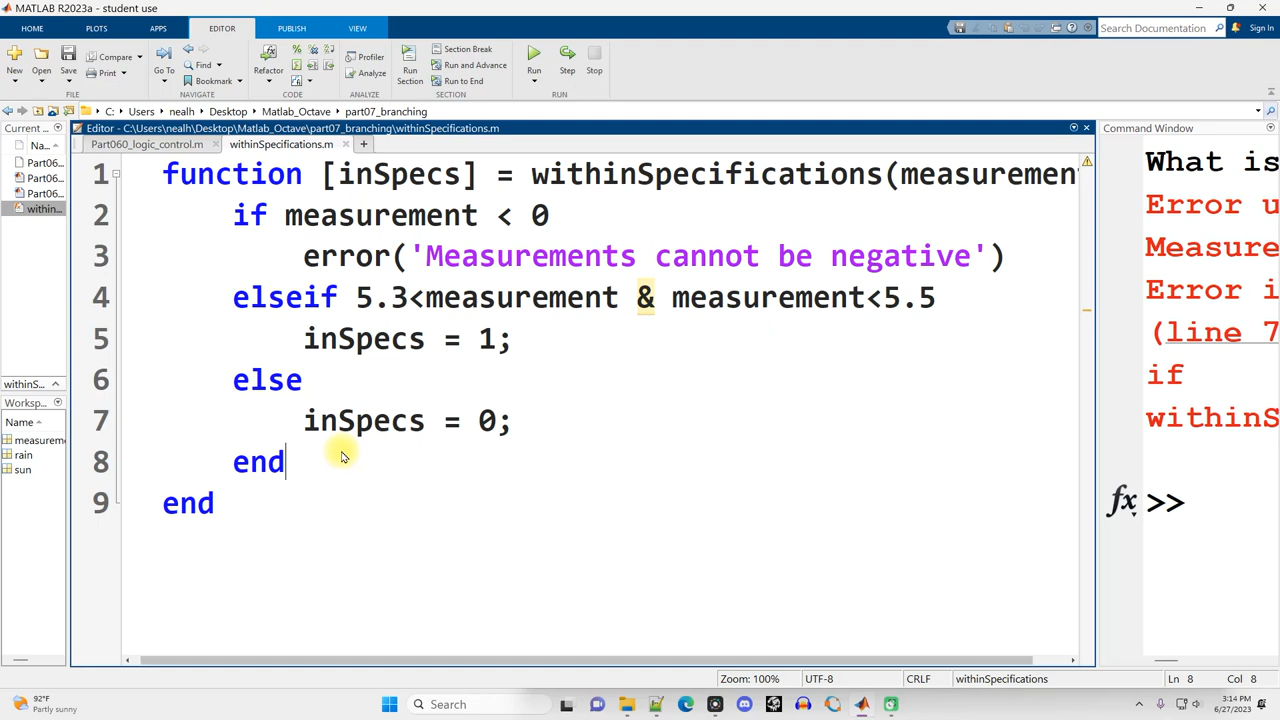 MATLAB R2023a - student use
HOME PLOTS APPS EDITOR PUBLISH VIEW
Search Documentation
Sign In
New Open Save Compare Print
FILE
Go To Find Bookmark
NAVIGATE
Refactor
CODE
Profiler Analyze
ANALYZE
Run Section Section Break Run and Advance Run to End
SECTION
Run Step Stop
RUN
C: Users nealh Desktop Matlab_Octave part07_branching
Current ...
Na...
Part06...
Part06...
Part06...
within...
withinS...
Worksp...
Name
measureme
rain
sun
Editor - C:\Users\nealh\Desktop\Matlab_Octave\part07_branching\withinSpecifications.m
Part060_logic_control.m withinSpecifications.m
1 function [inSpecs] = withinSpecifications(measuremen
2 if measurement < 0
3 error('Measurements cannot be negative')
4 elseif 5.3<measurement & measurement<5.5
5 inSpecs = 1;
6 else
7 inSpecs = 0;
8 end
9 end
Command Window
What is
Error u
Measure
Error i
(line 7
if
withinS
fx >>
Zoom: 100% UTF-8 CRLF withinSpecifications Ln 8 Col 8
92°F
Partly sunny
Search
3:14 PM
6/27/2023